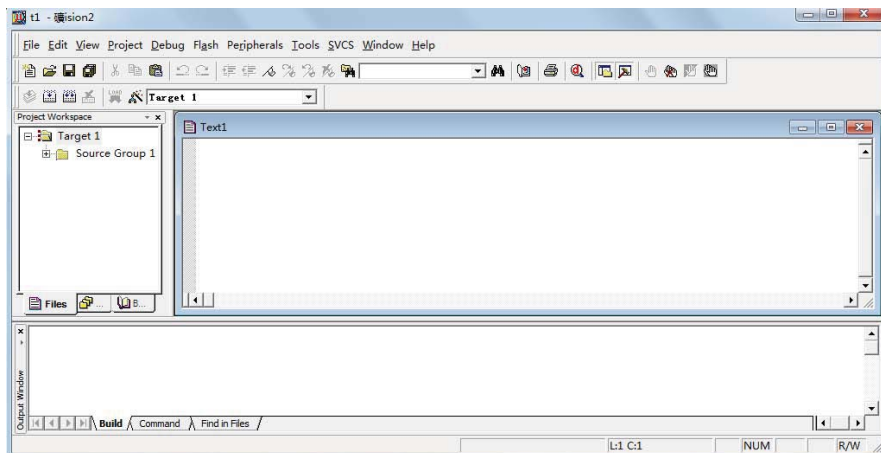 t1 - 礦ision2
File Edit View Project Debug Flash Peripherals Tools SVCS Window Help
Target 1
Project Workspace
Text1
Target 1
Source Group 1
Files ... B...
Output Window
Build Command Find in Files
L:1 C:1 NUM R/W